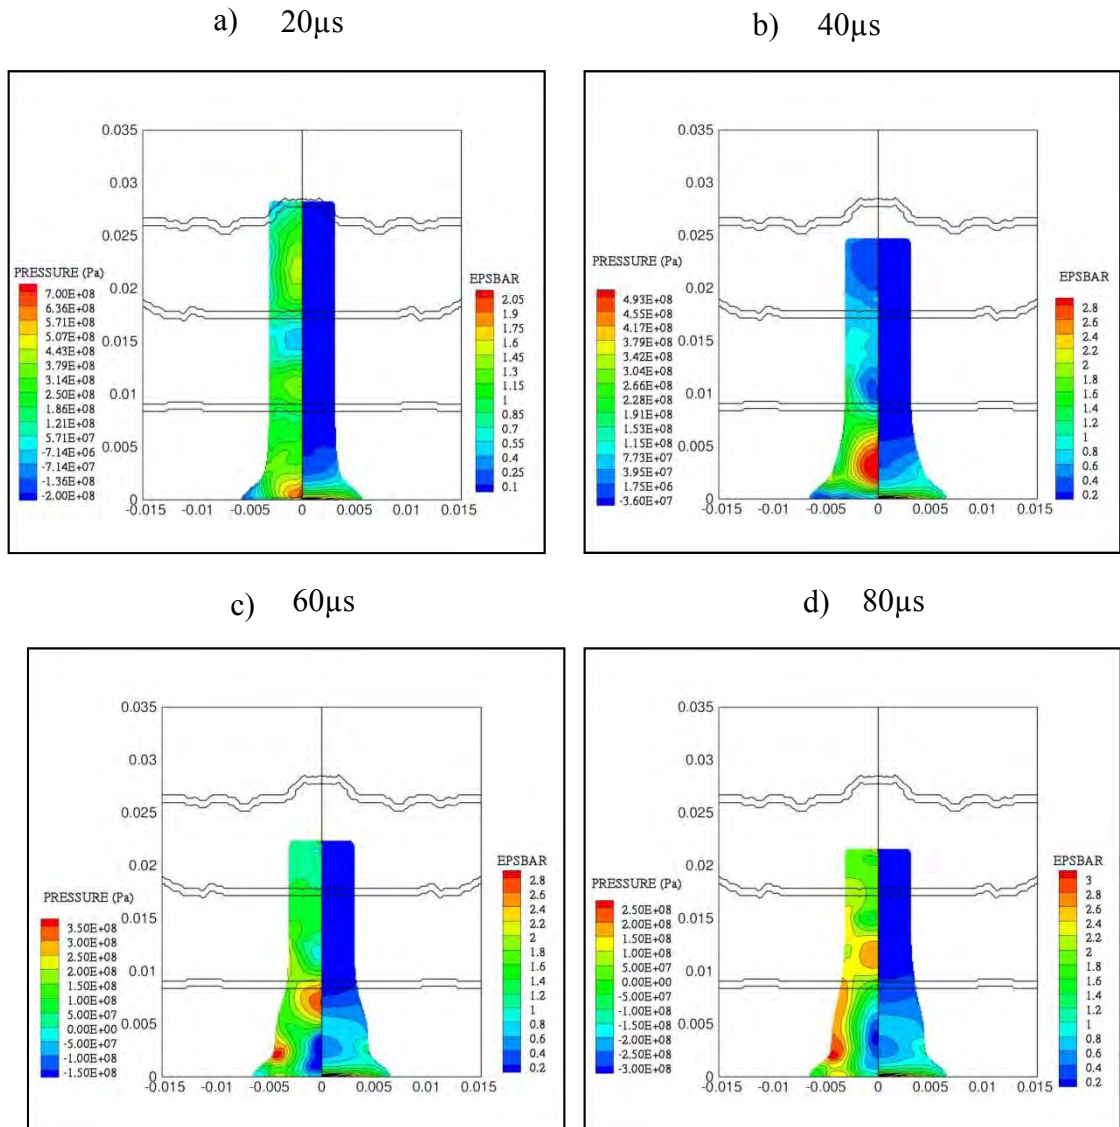 a) 20µs
b) 40µs
0.035
0.03
0.025
0.02
0.015
0.01
0.005
0
-0.015 -0.01 -0.005 0 0.005 0.01 0.015
PRESSURE (Pa)
7.00E+08
6.36E+08
5.71E+08
5.07E+08
4.43E+08
3.79E+08
3.14E+08
2.50E+08
1.86E+08
1.21E+08
5.71E+07
-7.14E+06
-7.14E+07
-1.36E+08
-2.00E+08
EPSBAR
2.05
1.9
1.75
1.6
1.45
1.3
1.15
1
0.85
0.7
0.55
0.4
0.25
0.1
0.035
0.03
0.025
0.02
0.015
0.01
0.005
0
-0.015 -0.01 -0.005 0 0.005 0.01 0.015
PRESSURE (Pa)
4.93E+08
4.55E+08
4.17E+08
3.79E+08
3.42E+08
3.04E+08
2.66E+08
2.28E+08
1.91E+08
1.53E+08
1.15E+08
7.73E+07
3.95E+07
1.75E+06
-3.60E+07
EPSBAR
2.8
2.6
2.4
2.2
2
1.8
1.6
1.4
1.2
1
0.8
0.6
0.4
0.2
c) 60µs
d) 80µs
0.035
0.03
0.025
0.02
0.015
0.01
0.005
0
-0.015 -0.01 -0.005 0 0.005 0.01 0.015
PRESSURE (Pa)
3.50E+08
3.00E+08
2.50E+08
2.00E+08
1.50E+08
1.00E+08
5.00E+07
0.00E+00
-5.00E+07
-1.00E+08
-1.50E+08
EPSBAR
2.8
2.6
2.4
2.2
2
1.8
1.6
1.4
1.2
1
0.8
0.6
0.4
0.2
0.035
0.03
0.025
0.02
0.015
0.01
0.005
0
-0.015 -0.01 -0.005 0 0.005 0.01 0.015
PRESSURE (Pa)
2.50E+08
2.00E+08
1.50E+08
1.00E+08
5.00E+07
0.00E+00
-5.00E+07
-1.00E+08
-1.50E+08
-2.00E+08
-2.50E+08
-3.00E+08
EPSBAR
3
2.8
2.6
2.4
2.2
2
1.8
1.6
1.4
1.2
1
0.8
0.6
0.4
0.2